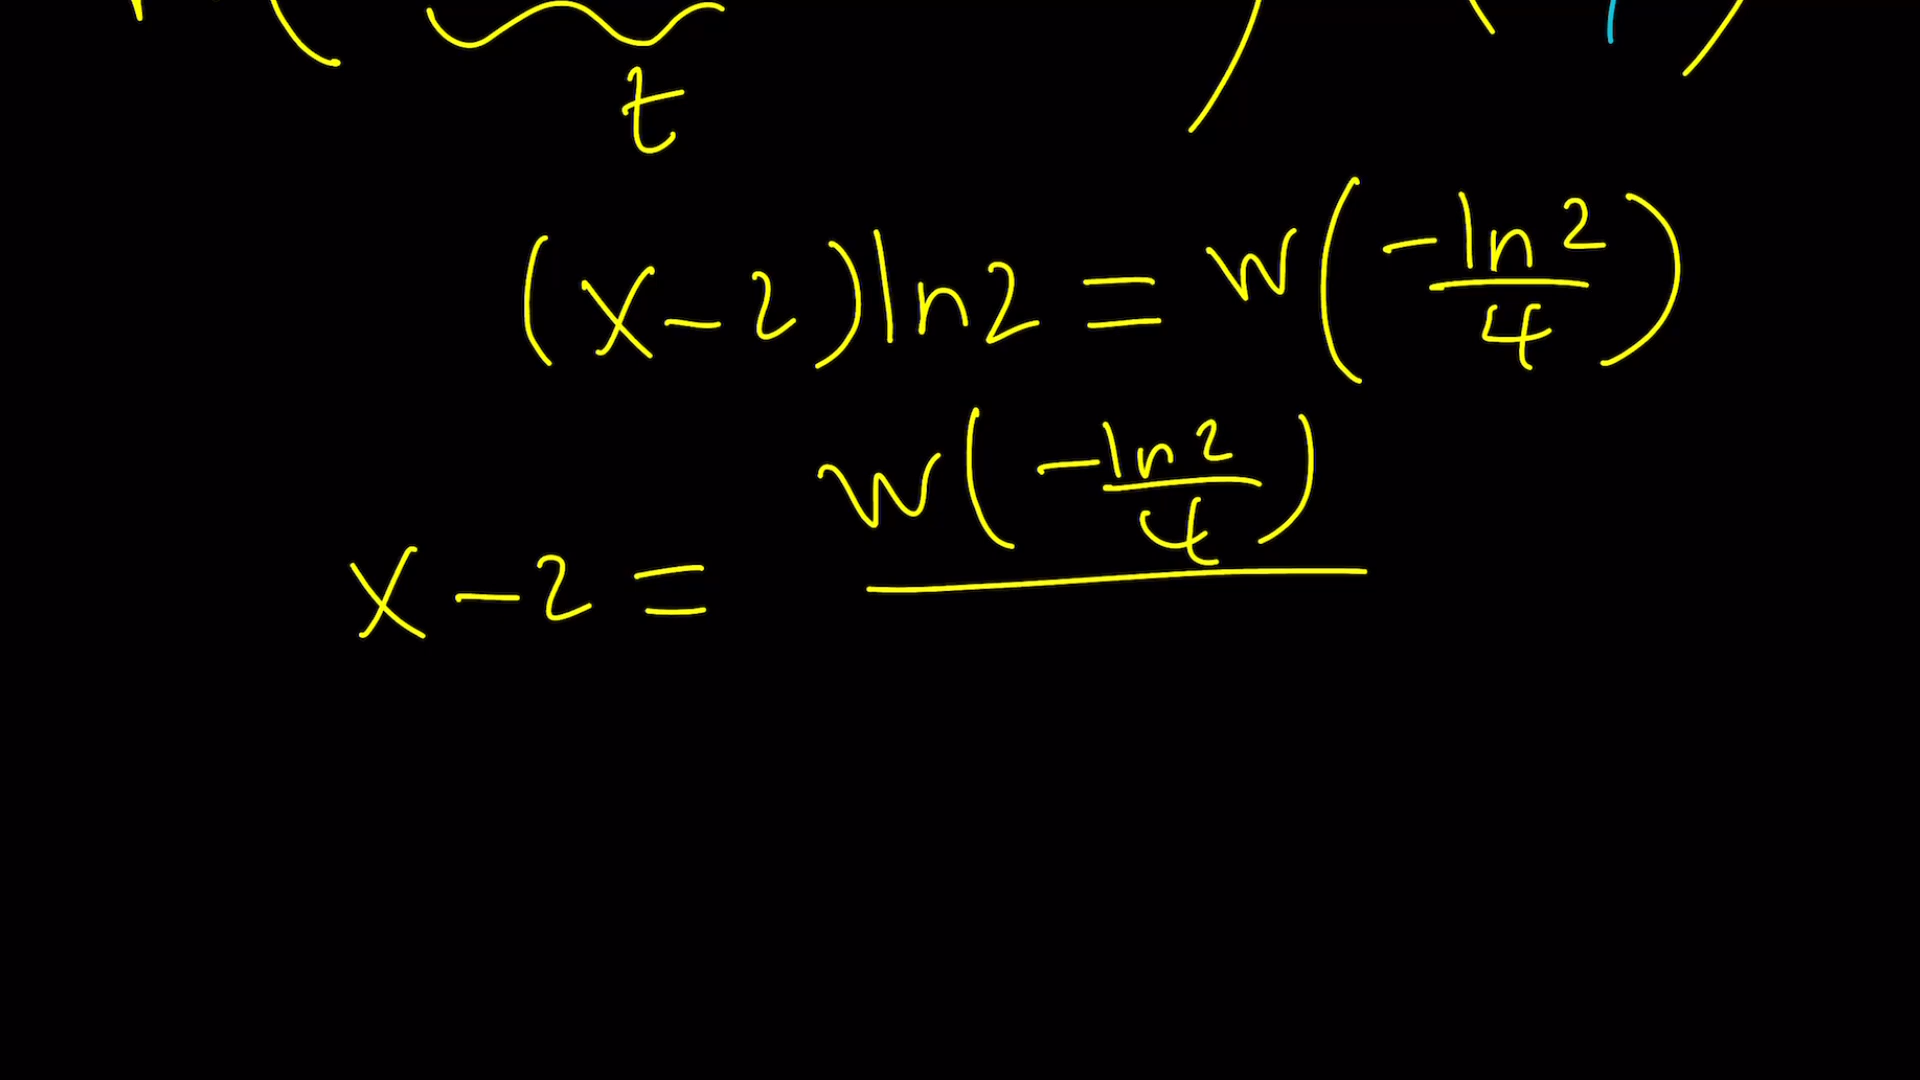 t
(x-2)ln2 = W(-ln2/4)
x-2 = W(-ln2/4)/